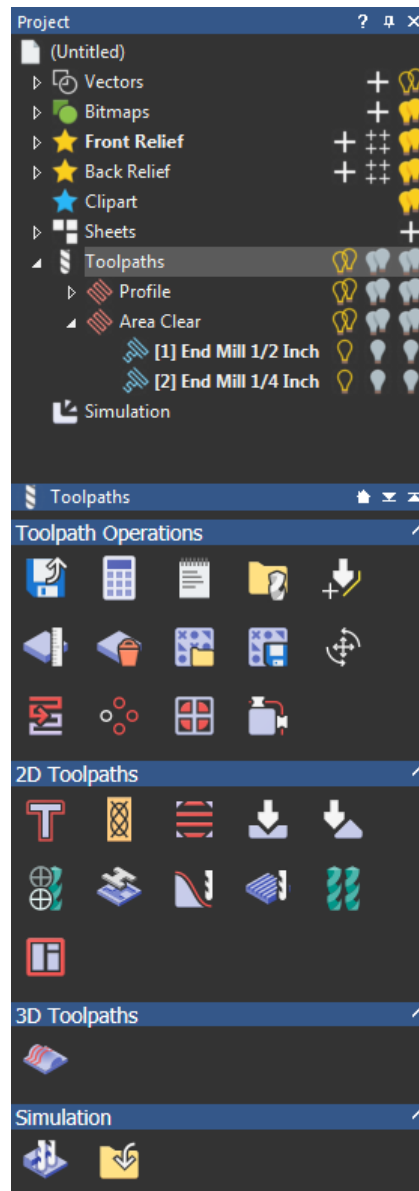 Project ?
(Untitled)
Vectors
Bitmaps
Front Relief
Back Relief
Clipart
Sheets
Toolpaths
Profile
Area Clear
[1] End Mill 1/2 Inch
[2] End Mill 1/4 Inch
Simulation
Toolpaths
Toolpath Operations
2D Toolpaths
3D Toolpaths
Simulation